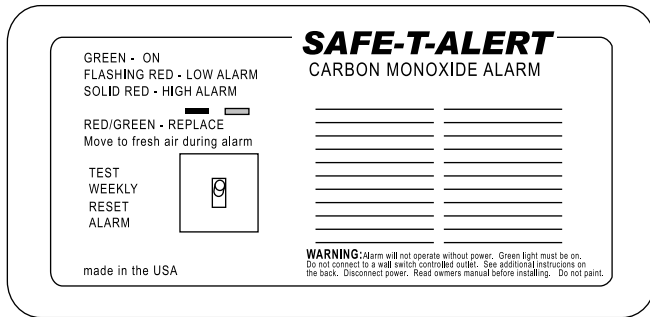 SAFE-T-ALERT
CARBON MONOXIDE ALARM
GREEN - ON
FLASHING RED - LOW ALARM
SOLID RED - HIGH ALARM
RED/GREEN - REPLACE
Move to fresh air during alarm
TEST
WEEKLY
RESET
ALARM
made in the USA
WARNING: Alarm will not operate without power. Green light must be on.
Do not connect to a wall switch controlled outlet. See additional instrucions on
the back. Disconnect power. Read owners manual before installing. Do not paint.